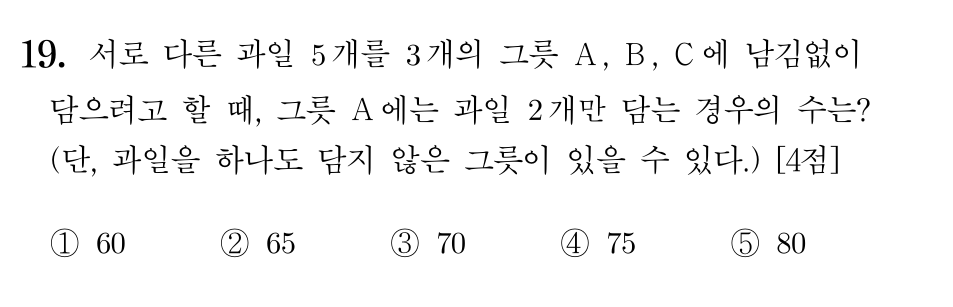 19. 서로 다른 과일 5개를 3개의 그릇 A, B, C에 남김없이
담으려고 할 때, 그릇 A에는 과일 2개만 담는 경우의 수는?
(단, 과일을 하나도 담지 않은 그릇이 있을 수 있다.) [4점]
① 60 ② 65 ③ 70 ④ 75 ⑤ 80